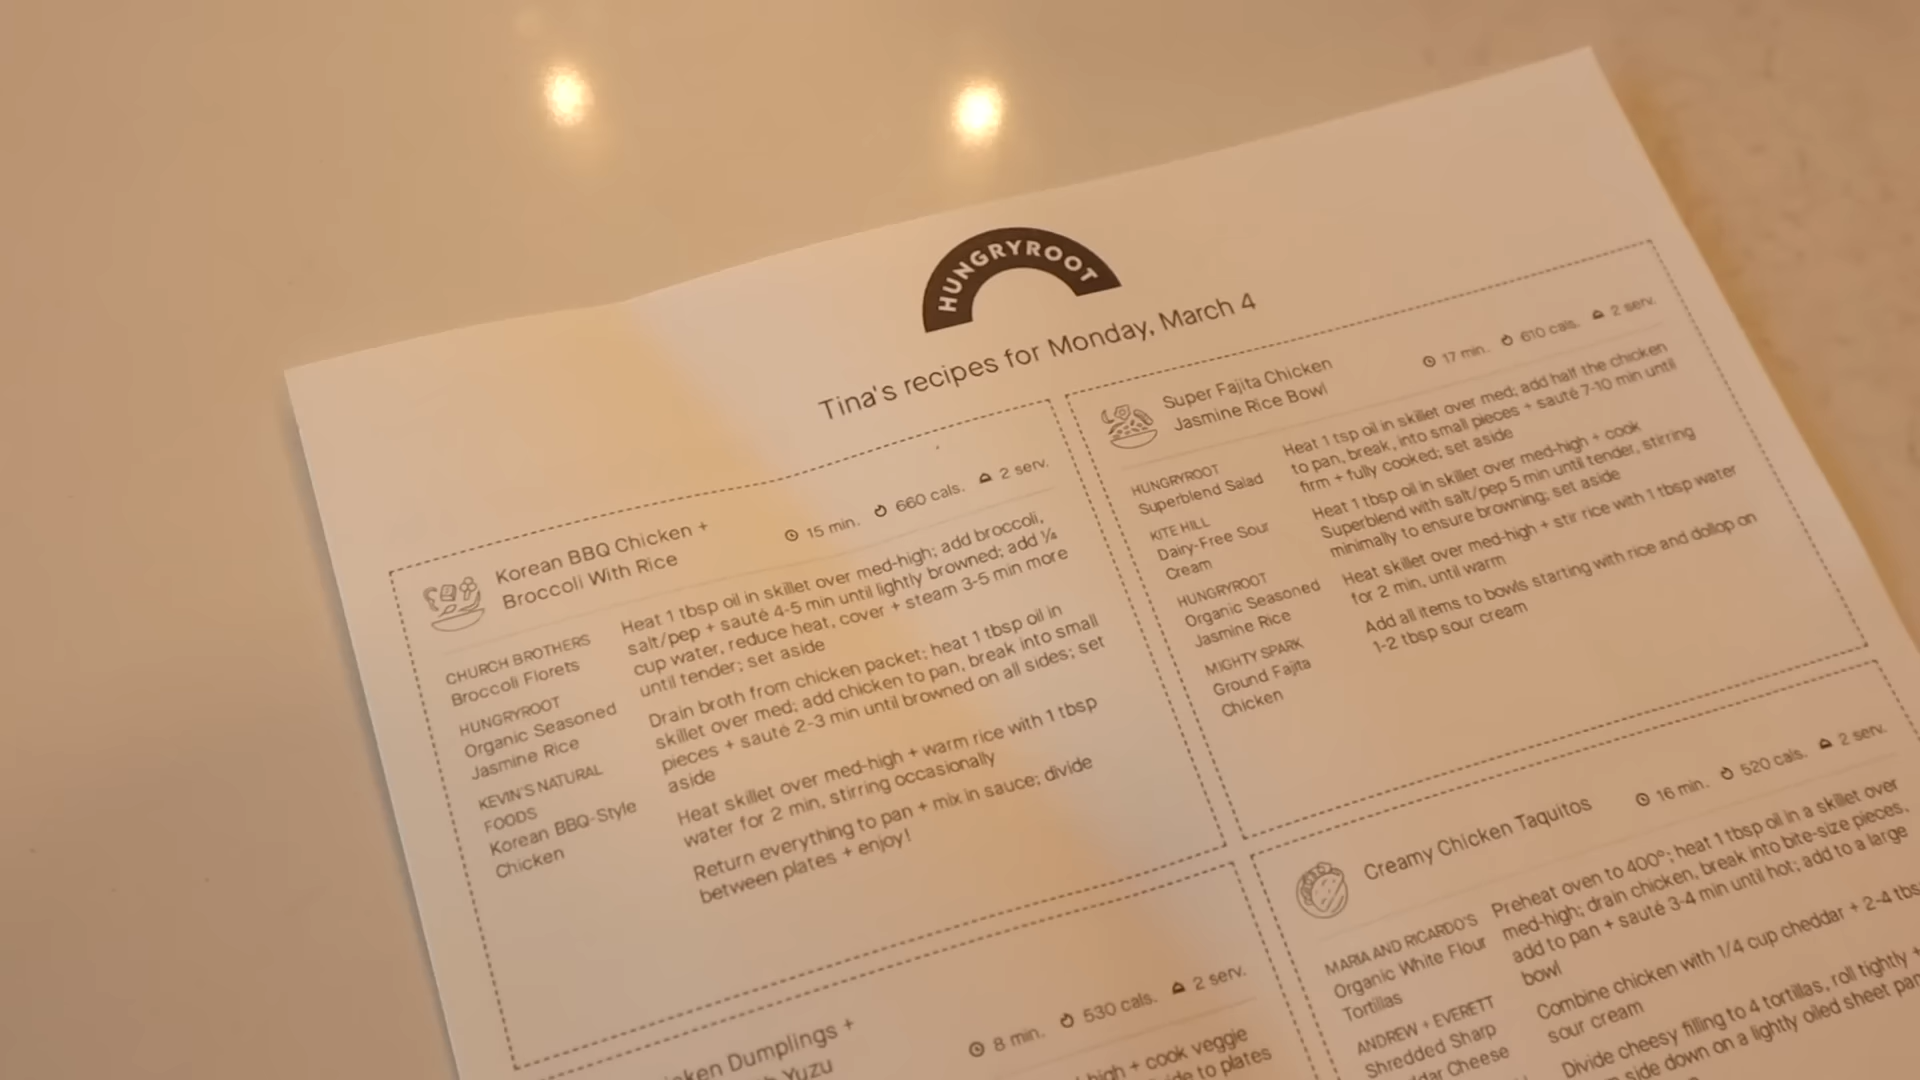 HUNGRYROOT
Tina's recipes for Monday, March 4
Korean BBQ Chicken +
Broccoli With Rice
15 min.
660 cals.
2 serv.
CHURCH BROTHERS
Broccoli Florets
HUNGRYROOT
Organic Seasoned
Jasmine Rice
KEVIN'S NATURAL
FOODS
Korean BBQ-Style
Chicken
Heat 1 tbsp oil in skillet over med-high; add broccoli,
salt/pep + sauté 4-5 min until lightly browned; add ¼
cup water, reduce heat, cover + steam 3-5 min more
until tender; set aside
Drain broth from chicken packet; heat 1 tbsp oil in
skillet over med; add chicken to pan, break into small
pieces + sauté 2-3 min until browned on all sides; set
aside
Heat skillet over med-high + warm rice with 1 tbsp
water for 2 min, stirring occasionally
Return everything to pan + mix in sauce; divide
between plates + enjoy!
Super Fajita Chicken
Jasmine Rice Bowl
17 min.
610 cals.
2 serv.
HUNGRYROOT
Superblend Salad
KITE HILL
Dairy-Free Sour
Cream
HUNGRYROOT
Organic Seasoned
Jasmine Rice
MIGHTY SPARK
Ground Fajita
Chicken
Heat 1 tsp oil in skillet over med; add half the chicken
to pan, break, into small pieces + sauté 7-10 min until
firm + fully cooked; set aside
Heat 1 tbsp oil in skillet over med-high + cook
Superblend with salt/pep 5 min until tender, stirring
minimally to ensure browning; set aside
Heat skillet over med-high + stir rice with 1 tbsp water
for 2 min, until warm
Add all items to bowls starting with rice and dollop on
1-2 tbsp sour cream
Dumplings +
Yuzu
8 min.
530 cals.
2 serv.
high + cook veggie
to plates
Creamy Chicken Taquitos
16 min.
520 cals.
2 serv.
MARIA AND RICARDO'S
Organic White Flour
Tortillas
ANDREW + EVERETT
Shredded Sharp
Cheese
Preheat oven to 400°; heat 1 tbsp oil in a skillet over
med-high; drain chicken, break into bite-size pieces,
add to pan + sauté 3-4 min until hot; add to a large
bowl
Combine chicken with 1/4 cup cheddar + 2-4 tbs
sour cream
Divide cheesy filling to 4 tortillas, roll tightly +
side down on a lightly oiled sheet pan